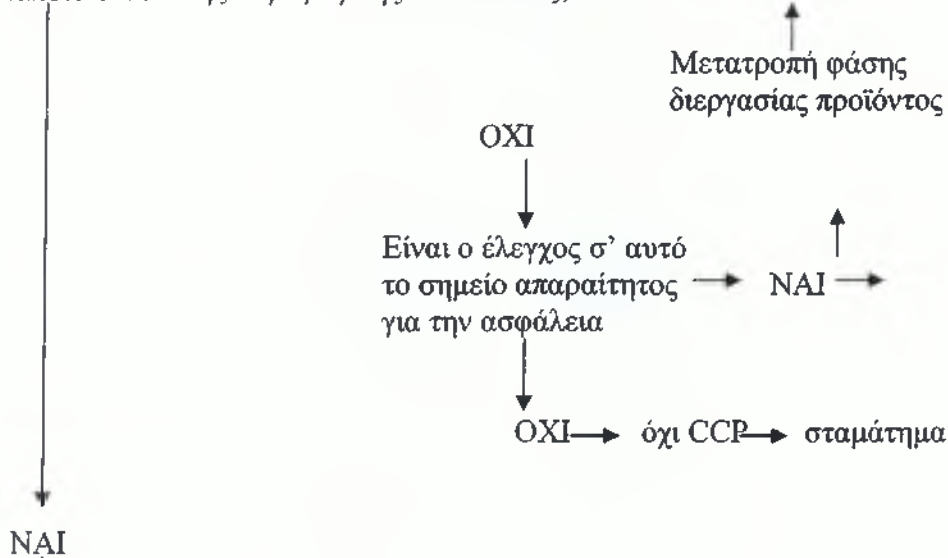 Μετατροπή φάσης
διεργασίας προϊόντος
ΟΧΙ
Είναι ο έλεγχος σ’ αυτό
το σημείο απαραίτητος
για την ασφάλεια
ΝΑΙ
ΟΧΙ
όχι CCP
σταμάτημα
ΝΑΙ